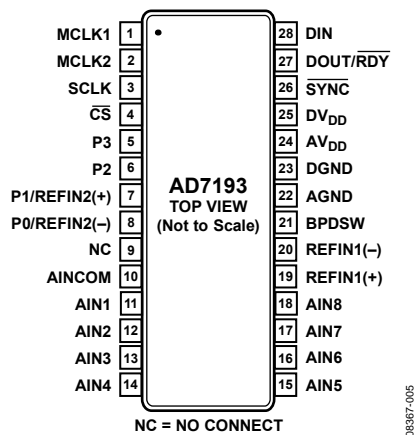 MCLK1 1
MCLK2 2
SCLK 3
C̅S̅ 4
P3 5
P2 6
P1/REFIN2(+) 7
P0/REFIN2(–) 8
NC 9
AINCOM 10
AIN1 11
AIN2 12
AIN3 13
AIN4 14
AD7193
TOP VIEW
(Not to Scale)
28 DIN
27 DOUT/R̅D̅Y̅
26 S̅Y̅N̅C̅
25 DVDD
24 AVDD
23 DGND
22 AGND
21 BPDSW
20 REFIN1(–)
19 REFIN1(+)
18 AIN8
17 AIN7
16 AIN6
15 AIN5
NC = NO CONNECT
08367-005